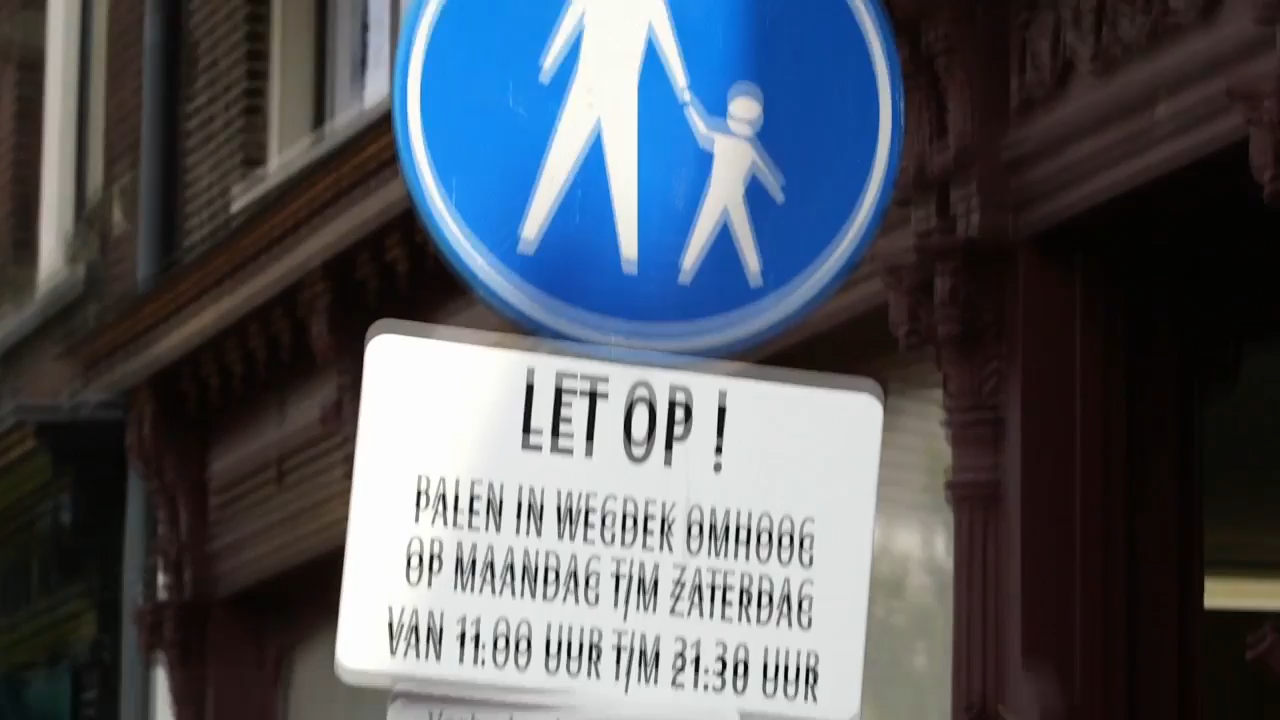 LET OP !
PALEN IN WEGDEK OMHOOG
OP MAANDAG T/M ZATERDAG
VAN 11:00 UUR T/M 21:30 UUR